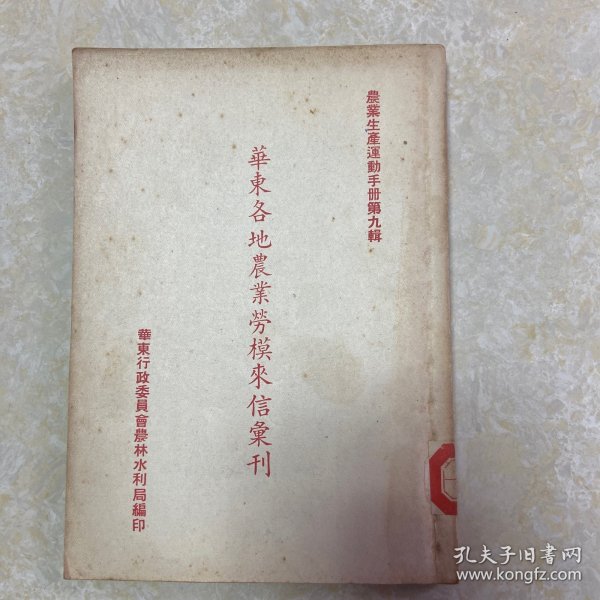 農業生產運動手册第九輯
華東各地農業勞模來信彙刊
華東行政委員會農林水利局編印
孔夫子旧书网
www.kongfz.com